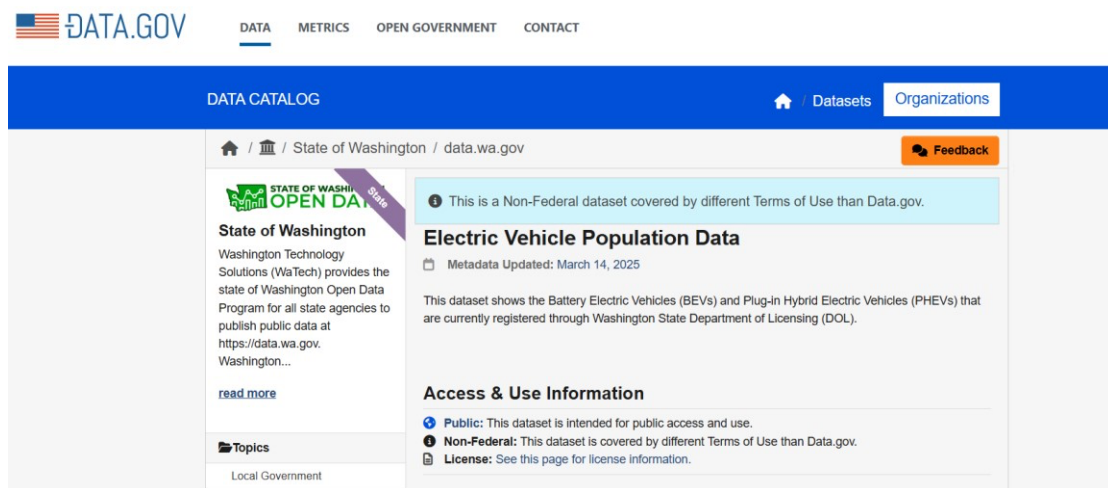 DATA.GOV
DATA METRICS OPEN GOVERNMENT CONTACT
DATA CATALOG
/ Datasets Organizations
/ / State of Washington / data.wa.gov
Feedback
STATE OF
OPEN
State
State of Washington
Washington Technology
Solutions (WaTech) provides the
state of Washington Open Data
Program for all state agencies to
publish public data at
https://data.wa.gov.
Washington...
read more
Topics
Local Government
This is a Non-Federal dataset covered by different Terms of Use than Data.gov.
Electric Vehicle Population Data
Metadata Updated: March 14, 2025
This dataset shows the Battery Electric Vehicles (BEVs) and Plug-in Hybrid Electric Vehicles (PHEVs) that
are currently registered through Washington State Department of Licensing (DOL).
Access & Use Information
Public: This dataset is intended for public access and use.
Non-Federal: This dataset is covered by different Terms of Use than Data.gov.
License: See this page for license information.